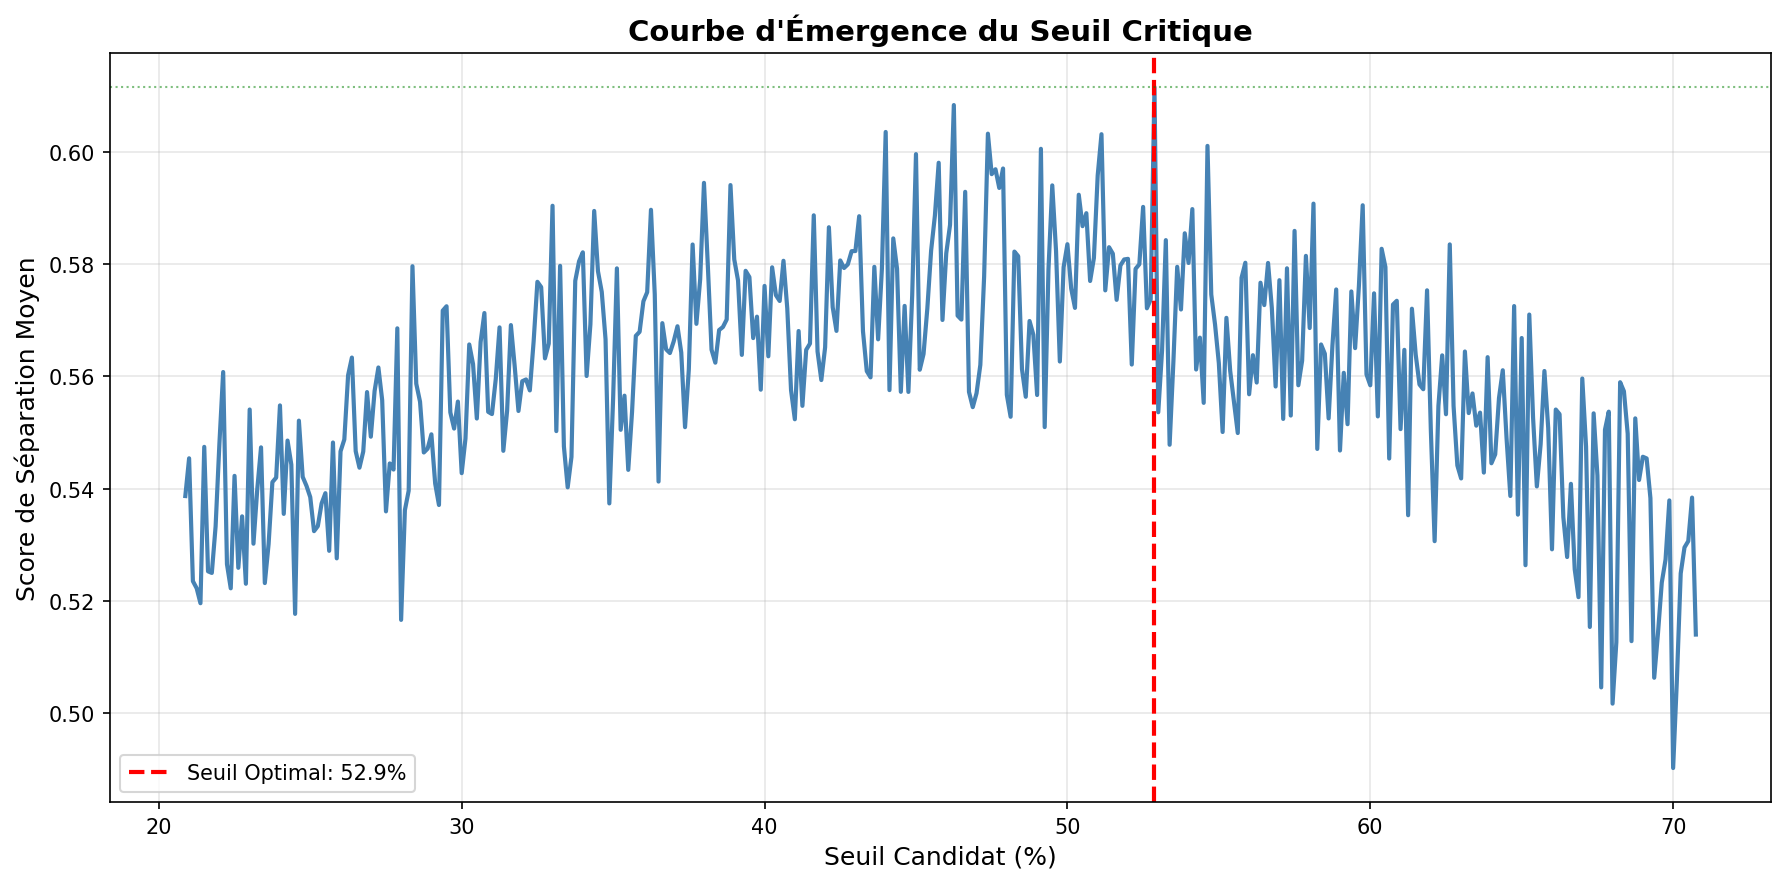 Courbe d'Émergence du Seuil Critique
Score de Séparation Moyen
0.60
0.58
0.56
0.54
0.52
0.50
Seuil Optimal: 52.9%
20 30 40 50 60 70
Seuil Candidat (%)